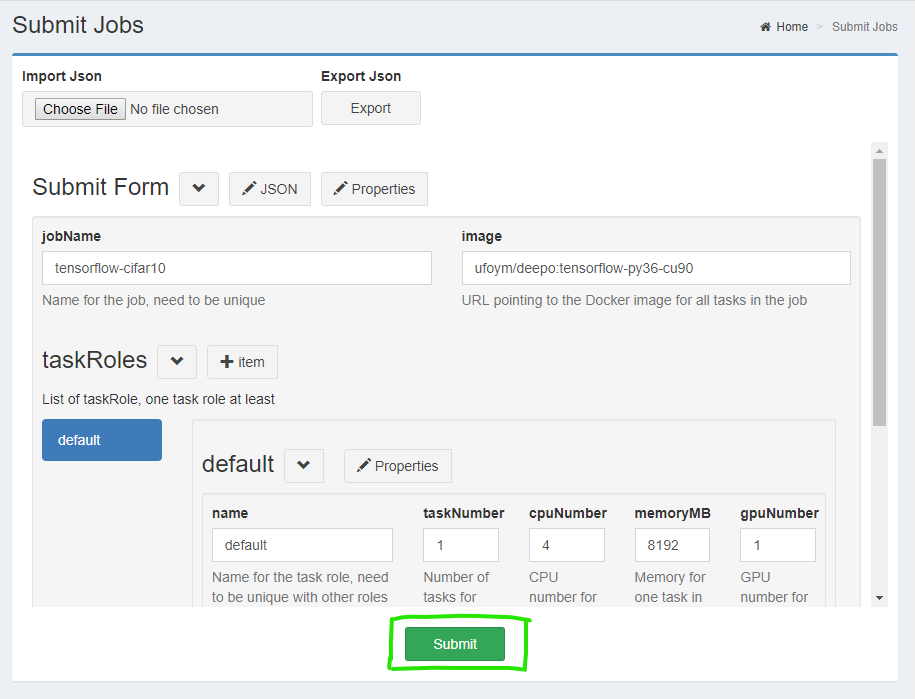 Submit Jobs
Home > Submit Jobs
Import Json
Export Json
Choose File No file chosen
Export
Submit Form
JSON
Properties
jobName
image
tensorflow-cifar10
ufoym/deepo:tensorflow-py36-cu90
Name for the job, need to be unique
URL pointing to the Docker image for all tasks in the job
taskRoles
item
List of taskRole, one task role at least
default
default
Properties
name
taskNumber
cpuNumber
memoryMB
gpuNumber
default
1
4
8192
1
Name for the task role, need
to be unique with other roles
Number of
tasks for
CPU
number for
Memory for
one task in
GPU
number for
Submit